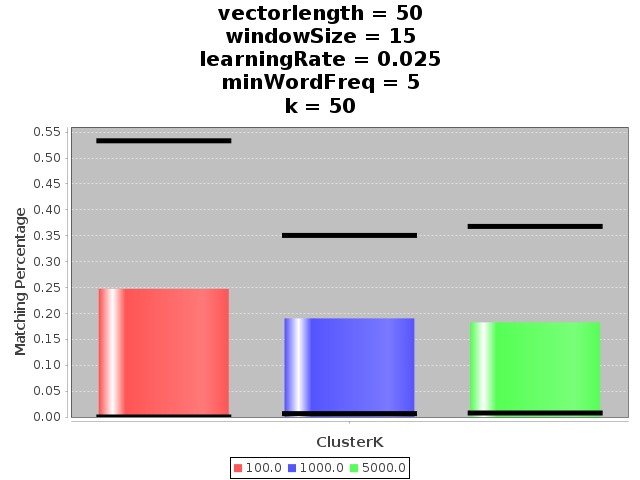 vectorlength = 50
windowSize = 15
learningRate = 0.025
minWordFreq = 5
k = 50
0.55
0.50
0.45
0.40
0.35
0.30
0.25
0.20
0.15
0.10
0.05
0.00
Matching Percentage
ClusterK
100.0 1000.0 5000.0